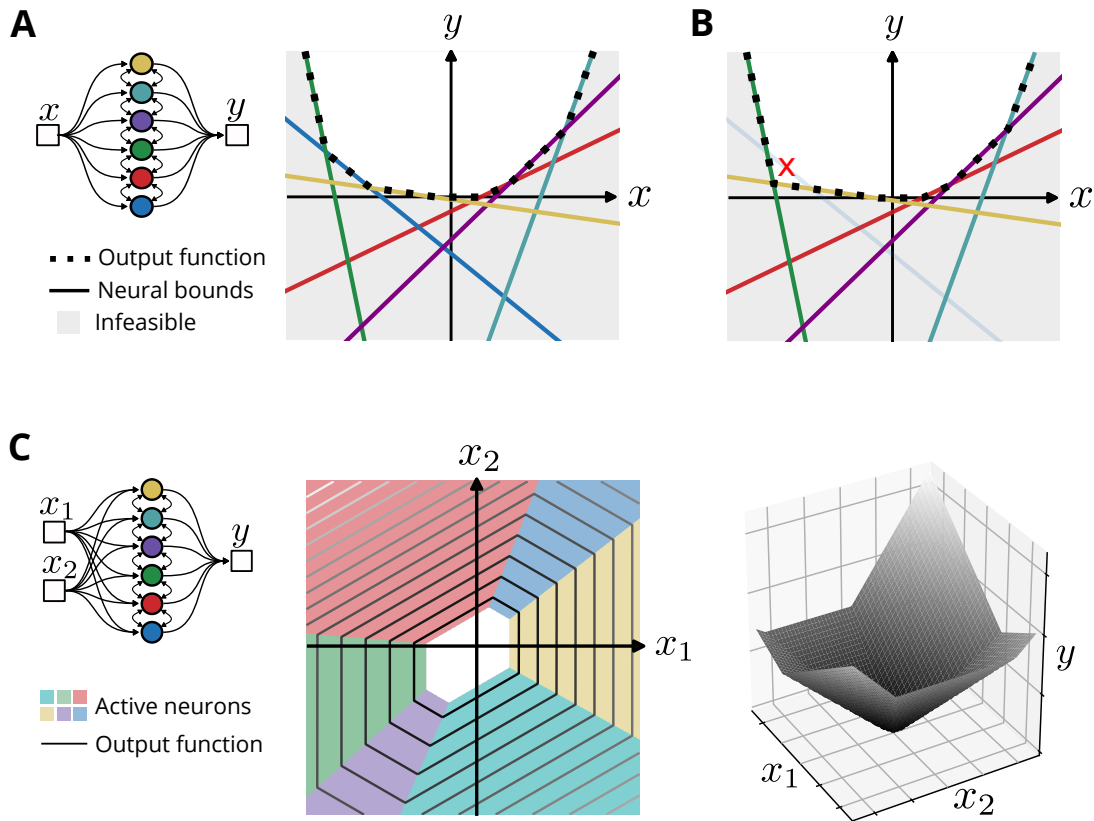 A
x
y
Output function
Neural bounds
Infeasible
y
x
B
y
x
x
C
x1
x2
y
Active neurons
Output function
x2
x1
y
x1
x2